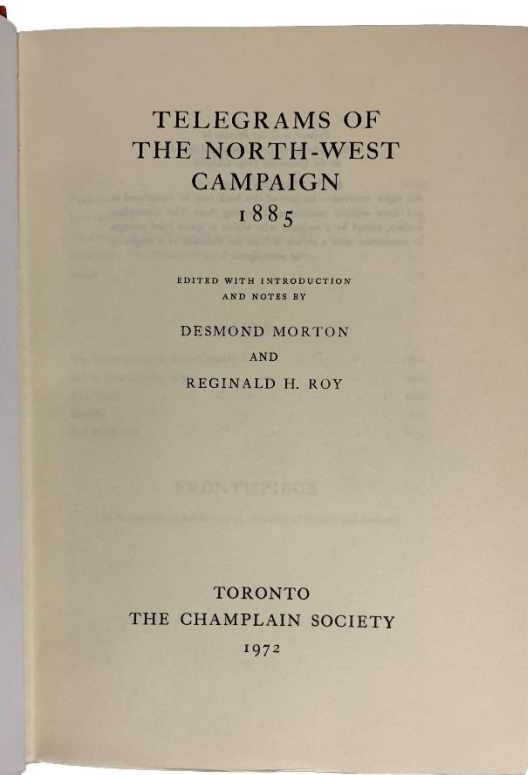 TELEGRAMS OF
THE NORTH-WEST
CAMPAIGN
1885
EDITED WITH INTRODUCTION
AND NOTES BY
DESMOND MORTON
AND
REGINALD H. ROY
FRONTISPIECE
TORONTO
THE CHAMPLAIN SOCIETY
1972